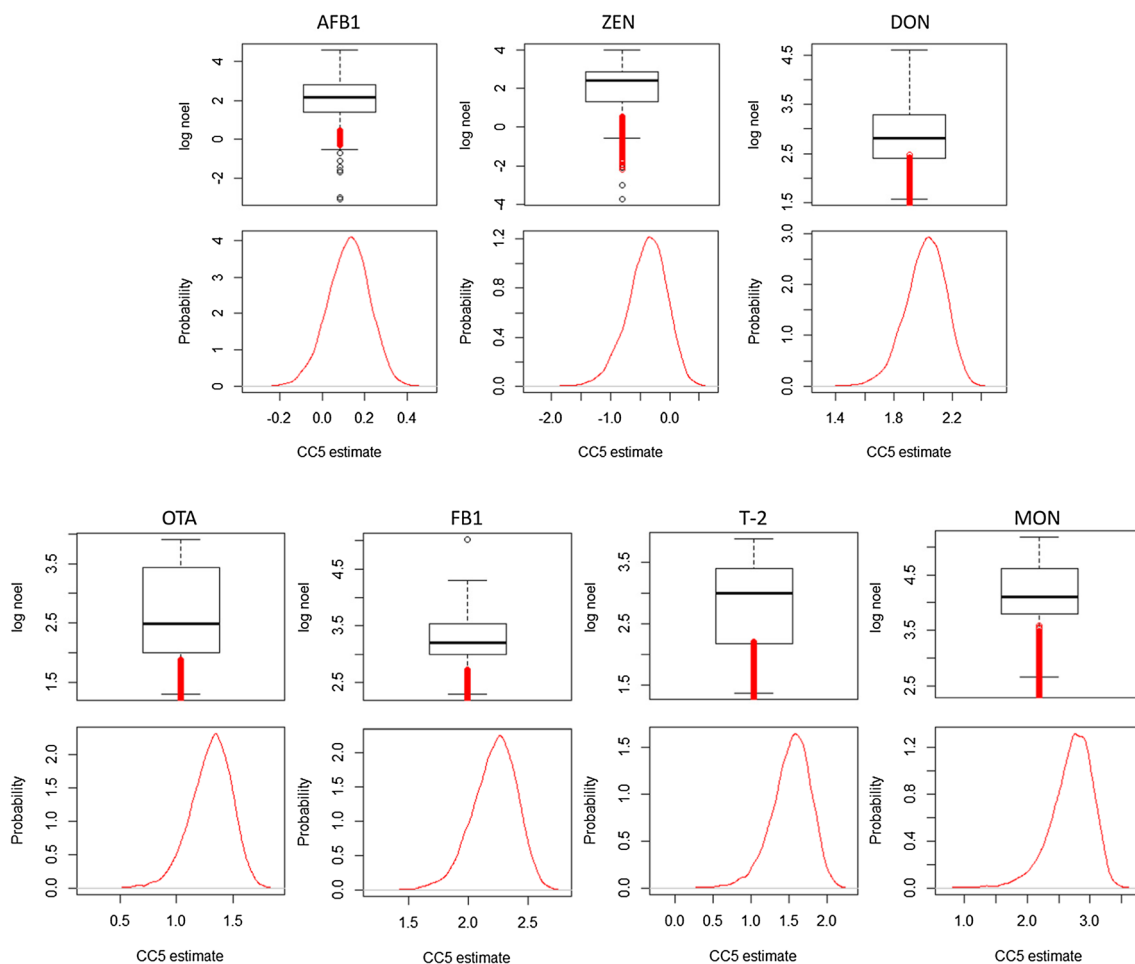 AFB1 ZEN DON
log noel
4
2
0
-2
log noel
4
2
0
-2
-4
log noel
4.5
3.5
2.5
1.5
Probability
4
3
2
1
0
-0.2 0.0 0.2 0.4
CC5 estimate
Probability
1.2
0.8
0.4
0.0
-2.0 -1.0 0.0
CC5 estimate
Probability
3.0
2.0
1.0
0.0
1.4 1.8 2.2
CC5 estimate
OTA FB1 T-2 MON
log noel
3.5
2.5
1.5
log noel
4.5
3.5
2.5
log noel
3.5
2.5
1.5
log noel
4.5
3.5
2.5
Probability
2.0
1.5
1.0
0.5
0.0
0.5 1.0 1.5
CC5 estimate
Probability
2.0
1.5
1.0
0.5
0.0
1.5 2.0 2.5
CC5 estimate
Probability
1.5
1.0
0.5
0.0
0.0 0.5 1.0 1.5 2.0
CC5 estimate
Probability
1.2
0.8
0.4
0.0
1.0 2.0 3.0
CC5 estimate